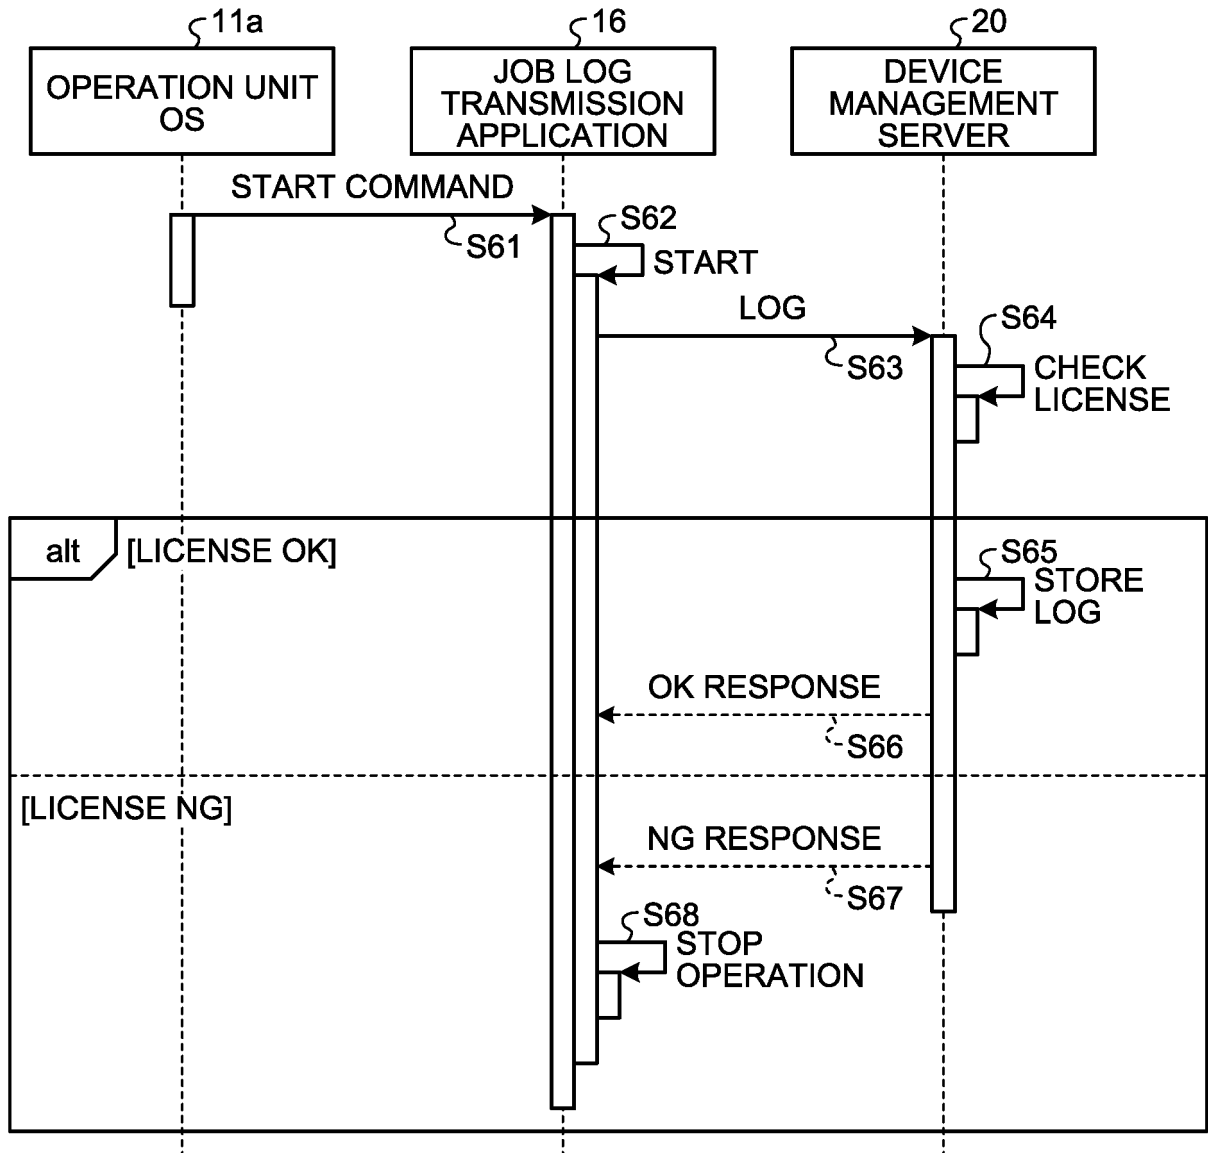 11a
16
20
OPERATION UNIT
OS
JOB LOG
TRANSMISSION
APPLICATION
DEVICE
MANAGEMENT
SERVER
START COMMAND
S61
S62
START
LOG
S63
S64
CHECK
LICENSE
alt
[LICENSE OK]
S65
STORE
LOG
OK RESPONSE
S66
[LICENSE NG]
NG RESPONSE
S67
S68
STOP
OPERATION